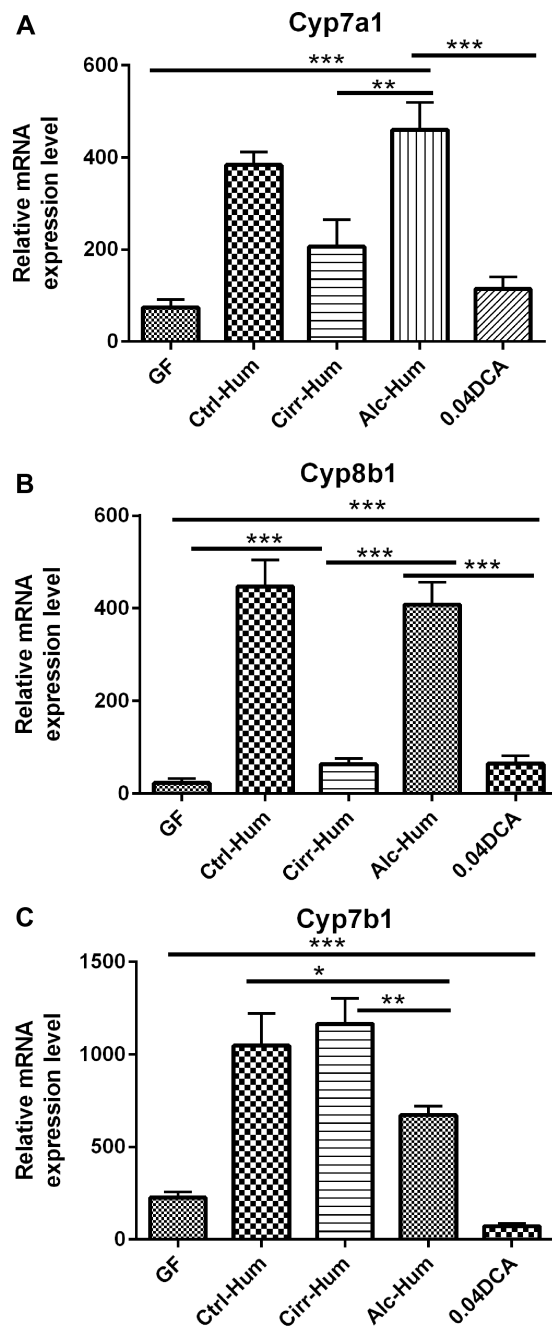 A
Cyp7a1
Relative mRNA
expression level
600
400
200
0
***
***
**
GF
Ctrl-Hum
Cirr-Hum
Alc-Hum
0.04DCA
B
Cyp8b1
Relative mRNA
expression level
600
400
200
0
***
***
***
***
GF
Ctrl-Hum
Cirr-Hum
Alc-Hum
0.04DCA
C
Cyp7b1
Relative mRNA
expression level
1500
1000
500
0
***
*
**
GF
Ctrl-Hum
Cirr-Hum
Alc-Hum
0.04DCA